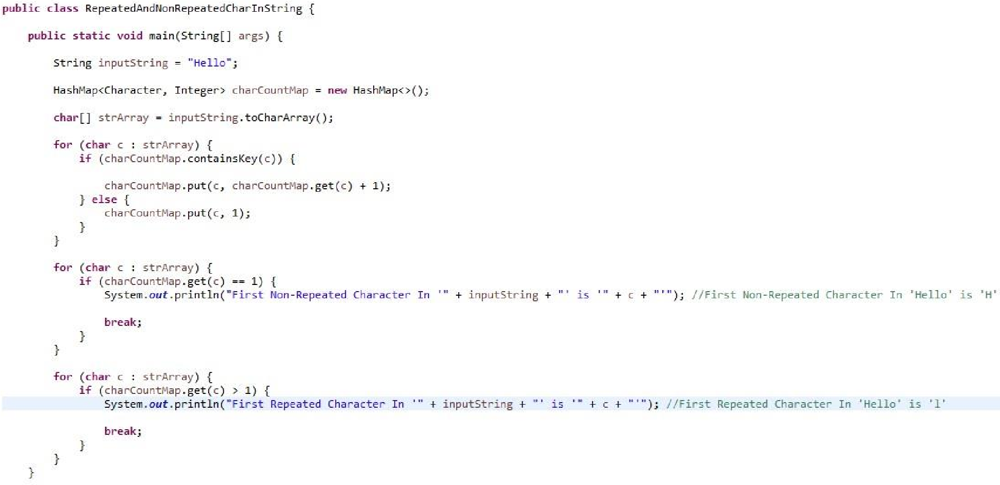 public class RepeatedAndNonRepeatedCharInString {
public static void main(String[] args) {
String inputString = "Hello";
HashMap<Character, Integer> charCountMap = new HashMap<>();
char[] strArray = inputString.toCharArray();
for (char c : strArray) {
if (charCountMap.containsKey(c)) {
charCountMap.put(c, charCountMap.get(c) + 1);
} else {
charCountMap.put(c, 1);
}
}
for (char c : strArray) {
if (charCountMap.get(c) == 1) {
System.out.println("First Non-Repeated Character In '" + inputString + "' is '" + c + "'"); //First Non-Repeated Character In 'Hello' is 'H'
break;
}
}
for (char c : strArray) {
if (charCountMap.get(c) > 1) {
System.out.println("First Repeated Character In '" + inputString + "' is '" + c + "'"); //First Repeated Character In 'Hello' is 'l'
break;
}
}
}